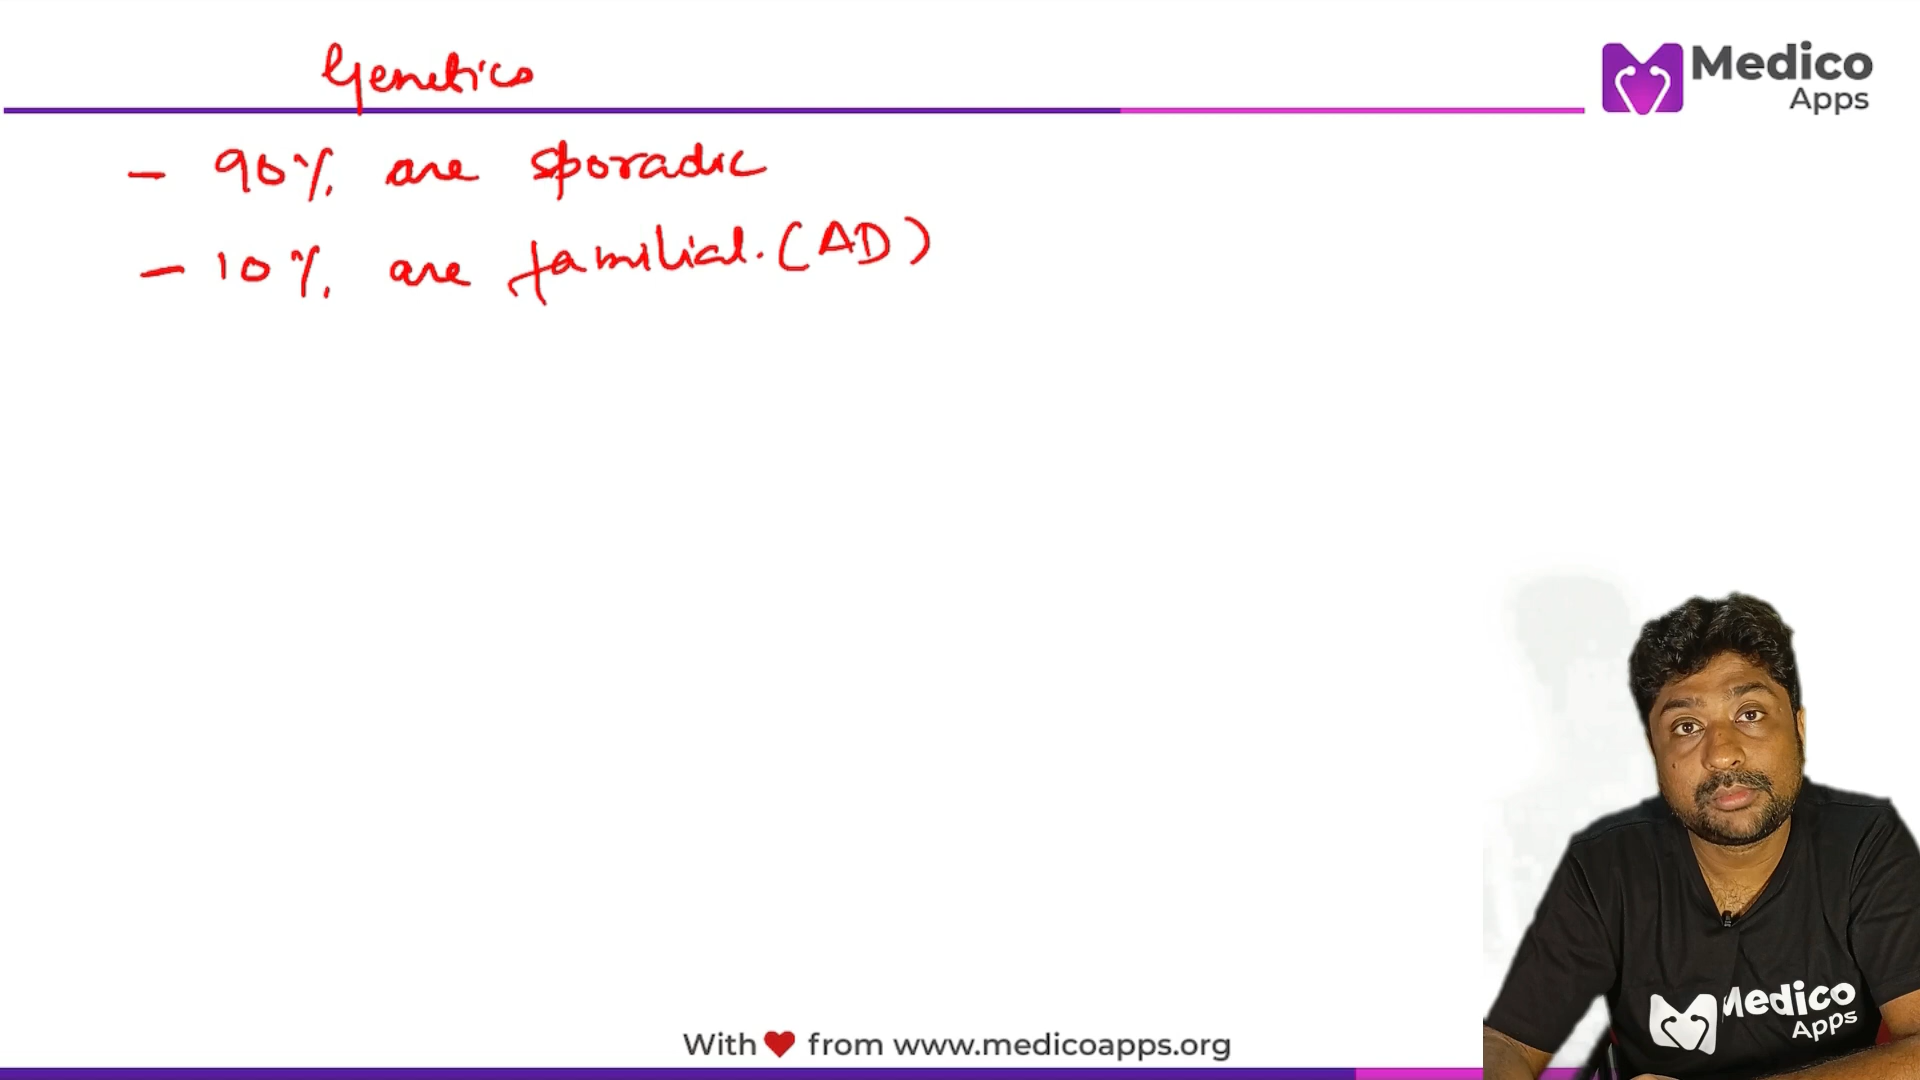 Genetics
Medico
Apps
- 90% are sporadic
- 10% are familial. (AD)
Medico
Apps
With ❤ from www.medicoapps.org